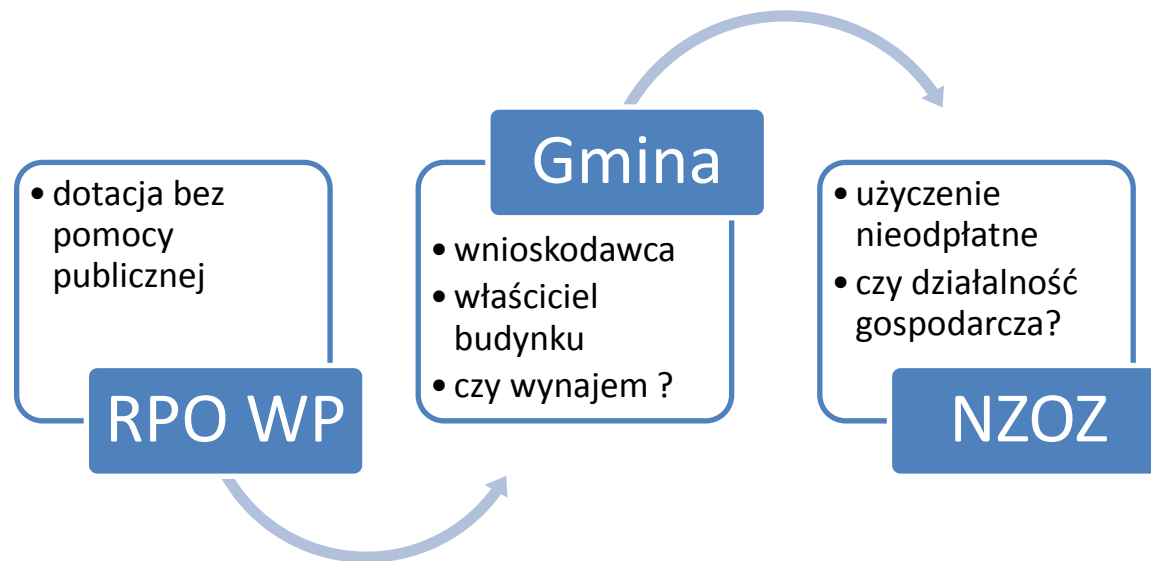 • dotacja bez
pomocy
publicznej
RPO WP
Gmina
• wnioskodawca
• właściciel
budynku
• czy wynajem ?
• użyczenie
nieodpłatne
• czy działalność
gospodarcza?
NZOZ